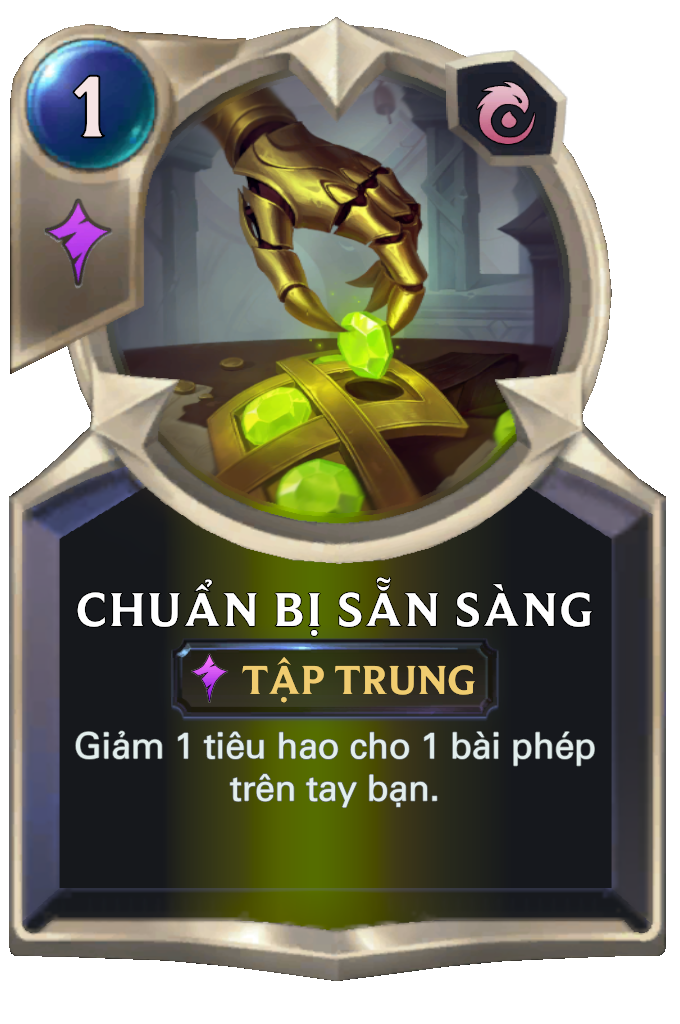 1
CHUẨN BỊ SẴN SÀNG
TẬP TRUNG
Giảm 1 tiêu hao cho 1 bài phép
trên tay bạn.